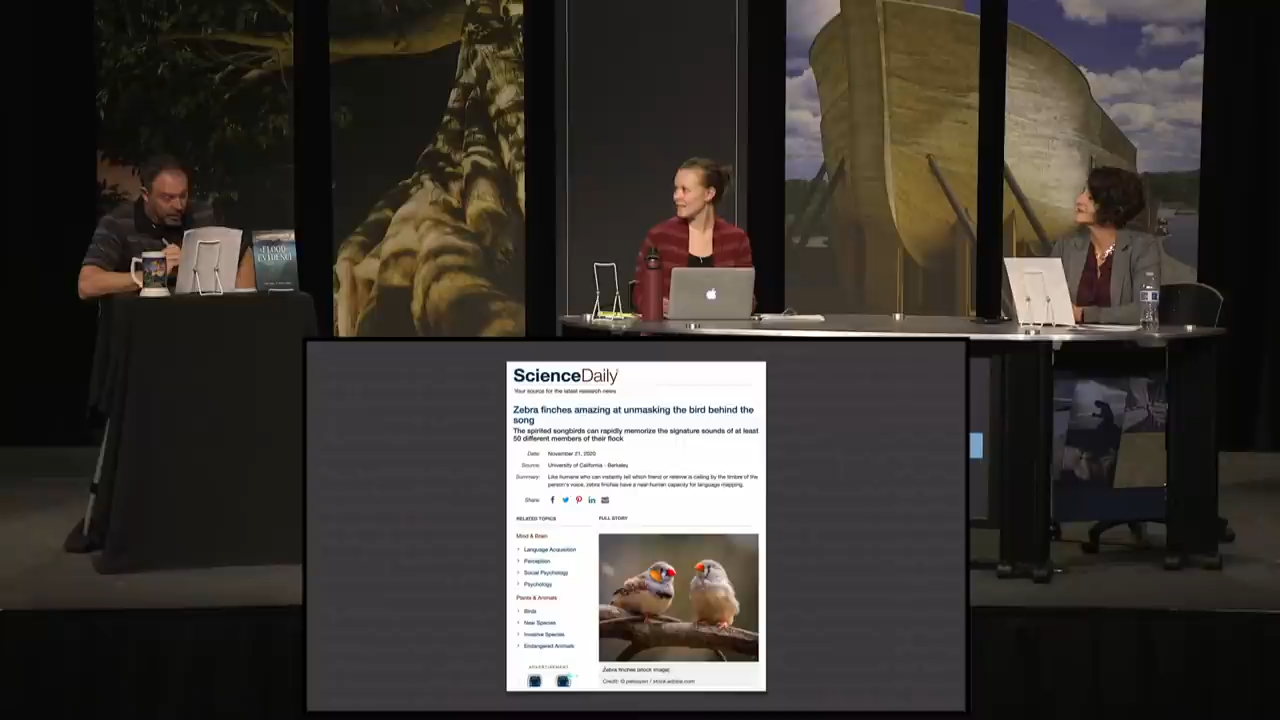 FLOOD
EVIDENCE
ScienceDaily
Your source for the latest research news
Zebra finches amazing at unmasking the bird behind the
song
The spirited songbirds can rapidly memorize the signature sounds of at least
50 different members of their flock
Date: November 21, 2020
Source: University of California - Berkeley
Summary: Like humans who can instantly tell which friend or relative is calling by the timbre of the
person's voice, zebra finches have a near-human capacity for language mapping.
Share:
RELATED TOPICS
FULL STORY
Mind & Brain
Language Acquisition
Perception
Social Psychology
Psychology
Plants & Animals
Birds
New Species
Invasive Species
Endangered Animals
ADVERTISEMENT
Zebra finches (stock image)
Credit: © / stock.adobe.com